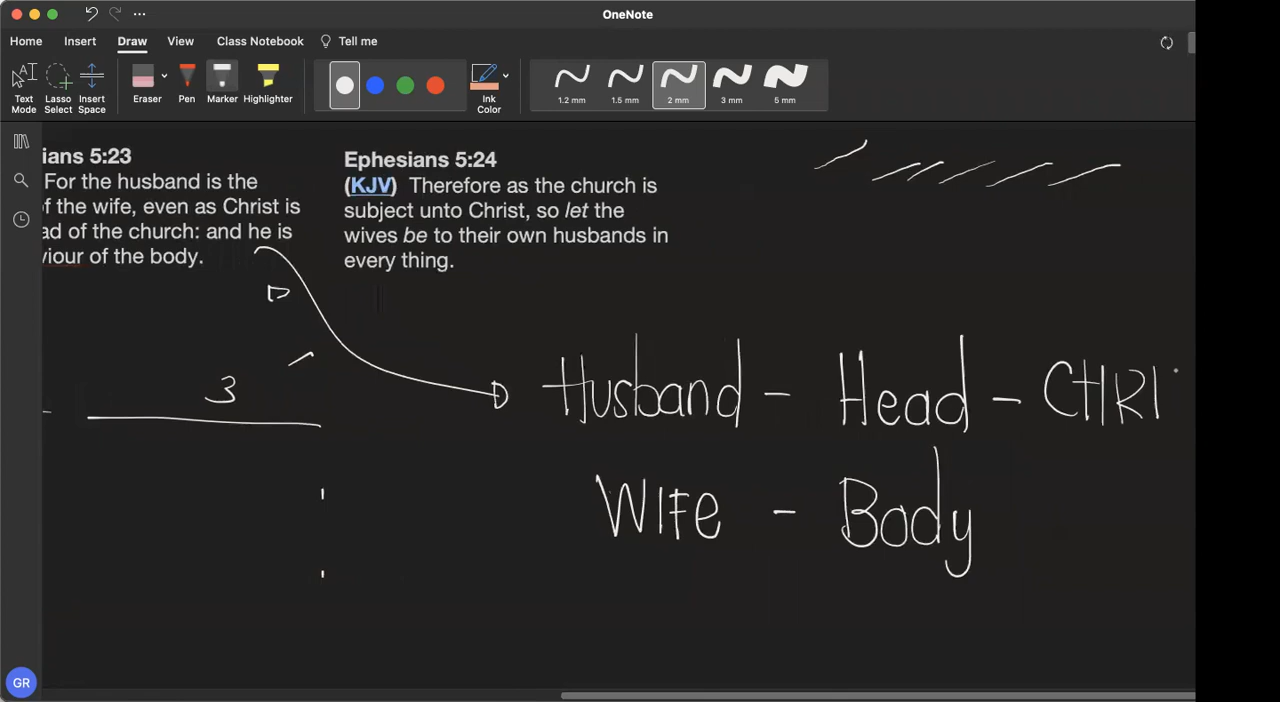 OneNote
Home Insert Draw View Class Notebook Tell me
Text Mode
Lasso Select
Insert Space
Eraser
Pen
Marker
Highlighter
Ink Color
1.2 mm
1.5 mm
2 mm
3 mm
5 mm
ians 5:23
For the husband is the
of the wife, even as Christ is
ad of the church: and he is
viour of the body.
Ephesians 5:24
(KJV) Therefore as the church is
subject unto Christ, so let the
wives be to their own husbands in
every thing.
3
Husband - Head - CHRI
WIFe - Body
GR